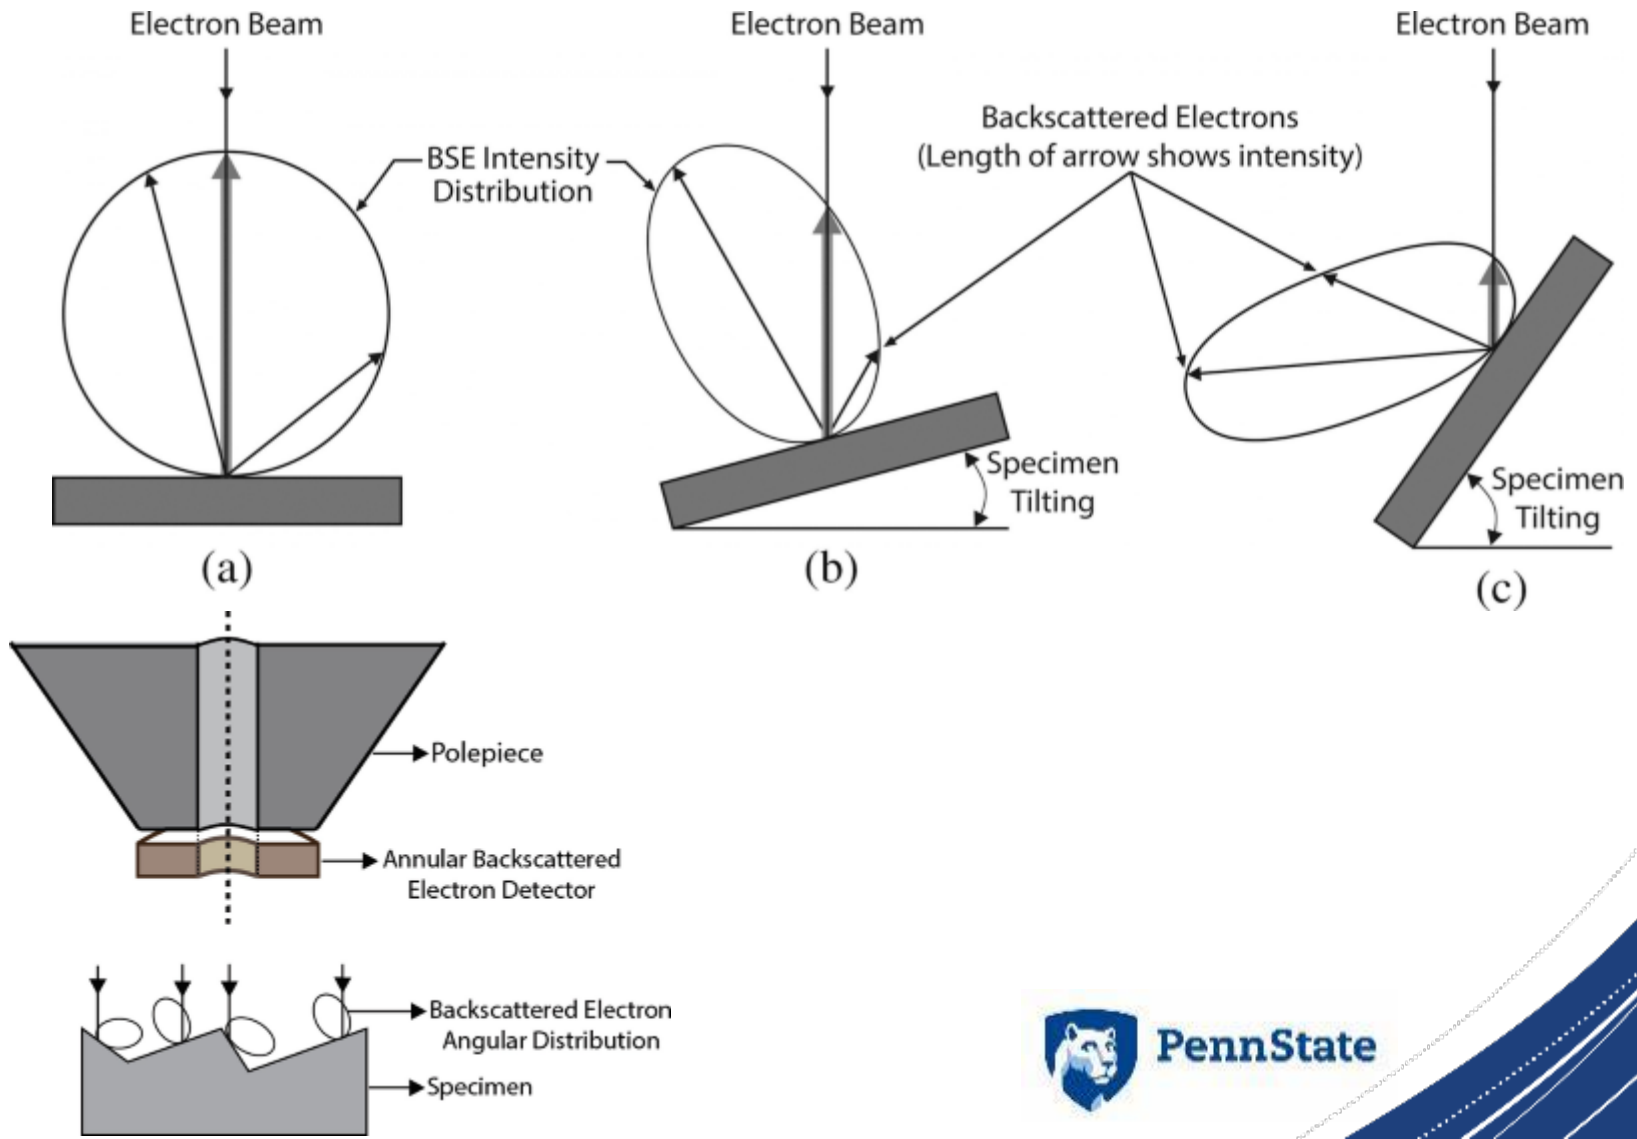 Electron Beam
Electron Beam
Electron Beam
BSE Intensity
Distribution
Backscattered Electrons
(Length of arrow shows intensity)
Specimen
Tilting
Specimen
Tilting
(a)
(b)
(c)
Polepiece
Annular Backscattered
Electron Detector
Backscattered Electron
Angular Distribution
Specimen
PennState